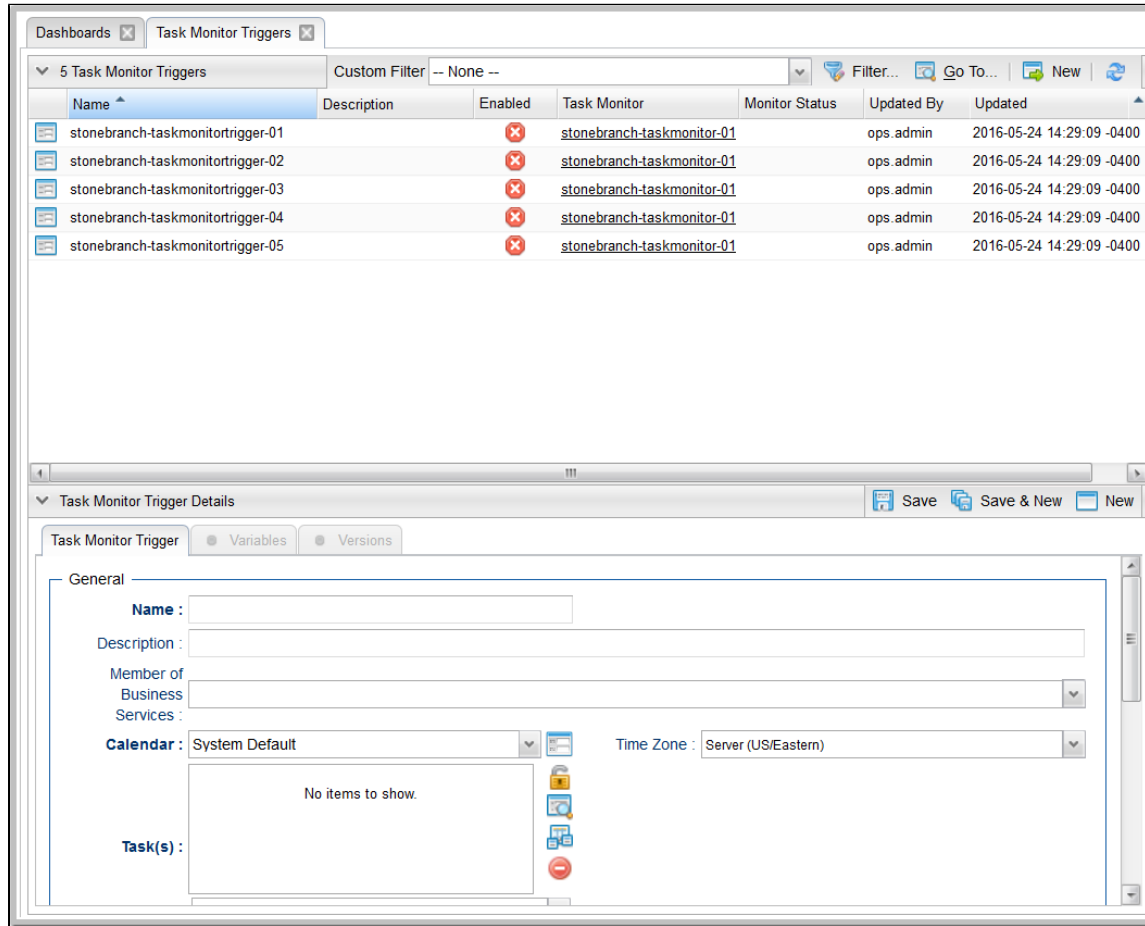 Dashboards Task Monitor Triggers
5 Task Monitor Triggers Custom Filter -- None -- Filter... Go To... New
Name Description Enabled Task Monitor Monitor Status Updated By Updated
stonebranch-taskmonitortrigger-01 stonebranch-taskmonitor-01 ops.admin 2016-05-24 14:29:09 -0400
stonebranch-taskmonitortrigger-02 stonebranch-taskmonitor-01 ops.admin 2016-05-24 14:29:09 -0400
stonebranch-taskmonitortrigger-03 stonebranch-taskmonitor-01 ops.admin 2016-05-24 14:29:09 -0400
stonebranch-taskmonitortrigger-04 stonebranch-taskmonitor-01 ops.admin 2016-05-24 14:29:09 -0400
stonebranch-taskmonitortrigger-05 stonebranch-taskmonitor-01 ops.admin 2016-05-24 14:29:09 -0400
Task Monitor Trigger Details Save Save & New New
Task Monitor Trigger Variables Versions
General
Name :
Description :
Member of
Business
Services :
Calendar : System Default Time Zone : Server (US/Eastern)
No items to show.
Task(s) :